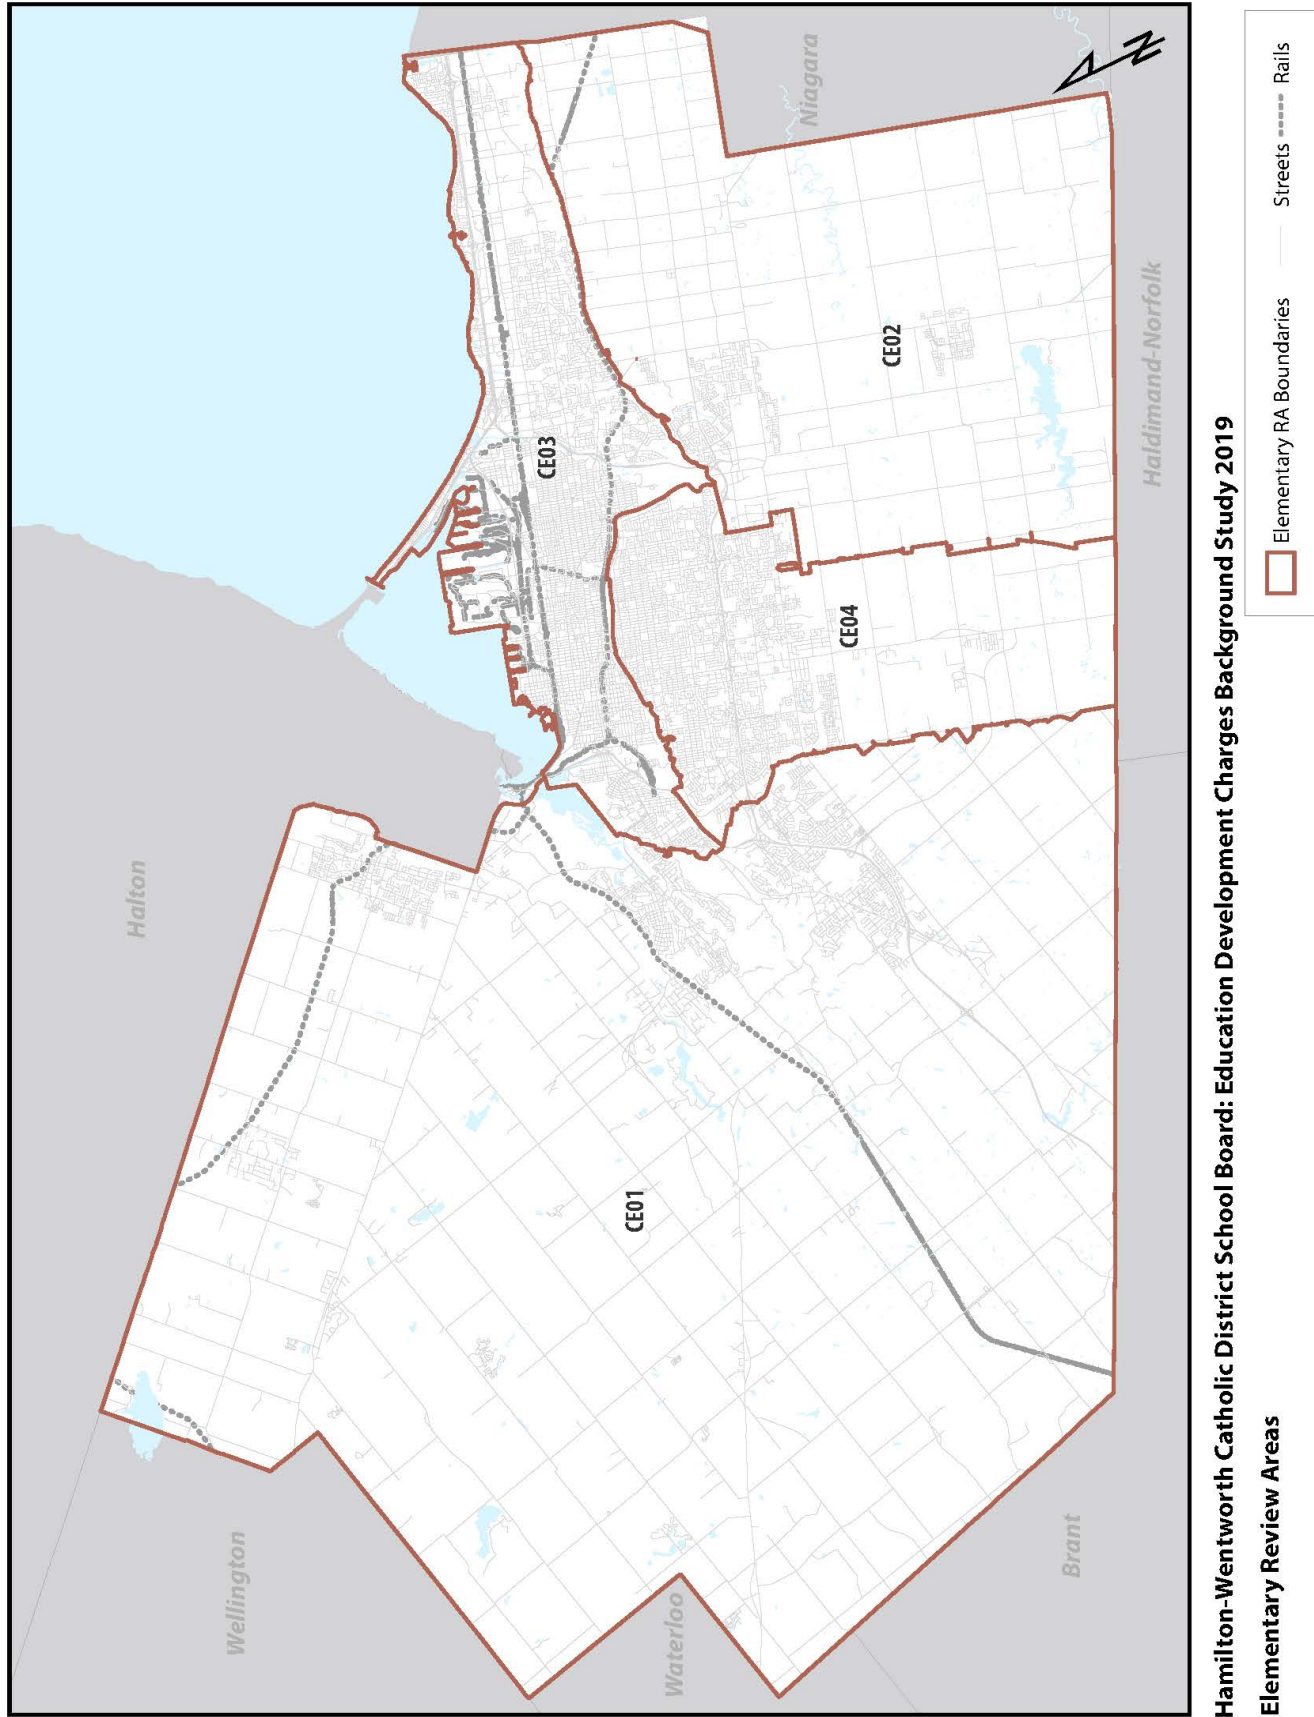 Wellington
Halton
Waterloo
Niagara
CE03
CE01
CE02
CE04
Brant
Haldimand-Norfolk
N
Hamilton-Wentworth Catholic District School Board: Education Development Charges Background Study 2019
Elementary Review Areas
Elementary RA Boundaries
Streets
Rails